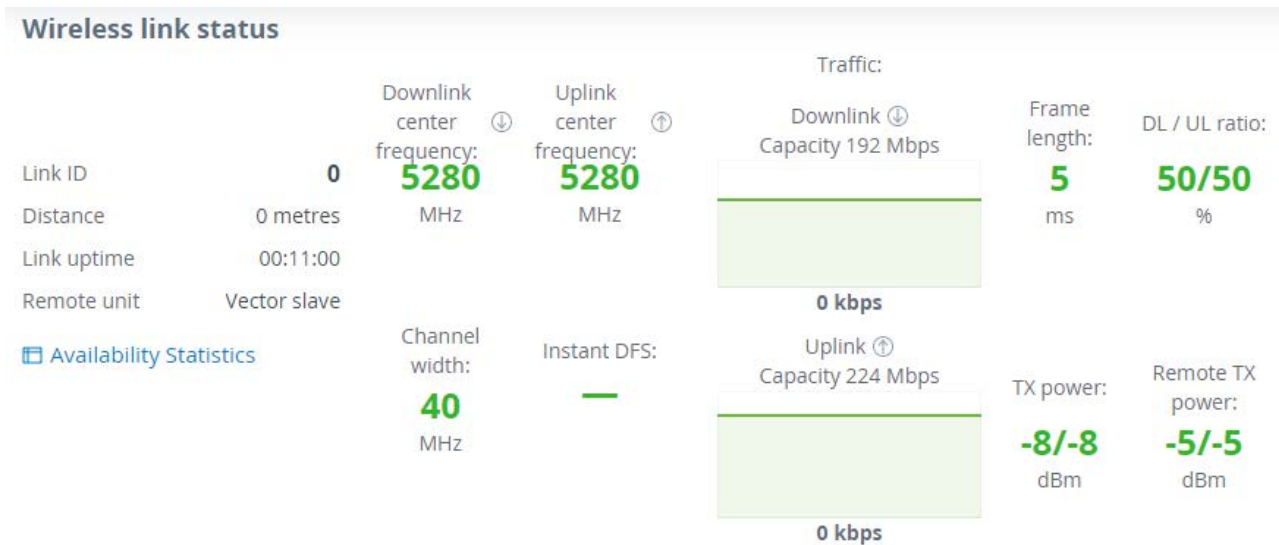 Wireless link status
Link ID 0
Distance 0 metres
Link uptime 00:11:00
Remote unit Vector slave
Availability Statistics
Downlink
center
frequency:
5280
MHz
Uplink
center
frequency:
5280
MHz
Channel
width:
40
MHz
Instant DFS:
—
Traffic:
Downlink
Capacity 192 Mbps
0 kbps
Uplink
Capacity 224 Mbps
0 kbps
Frame
length:
5
ms
DL / UL ratio:
50/50
%
TX power:
-8/-8
dBm
Remote TX
power:
-5/-5
dBm